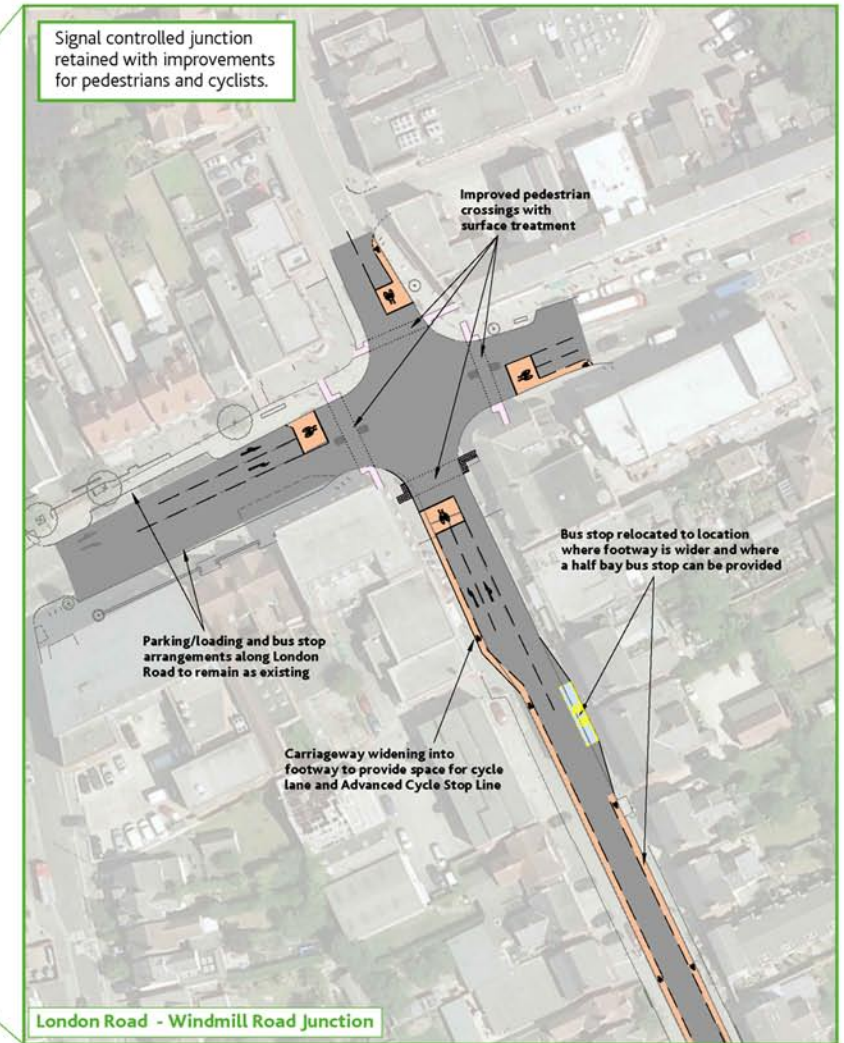 Signal controlled junction
retained with improvements
for pedestrians and cyclists.
Improved pedestrian
crossings with
surface treatment
Bus stop relocated to location
where footway is wider and where
a half bay bus stop can be provided
Parking/loading and bus stop
arrangements along London
Road to remain as existing
Carriageway widening into
footway to provide space for cycle
lane and Advanced Cycle Stop Line
London Road - Windmill Road Junction